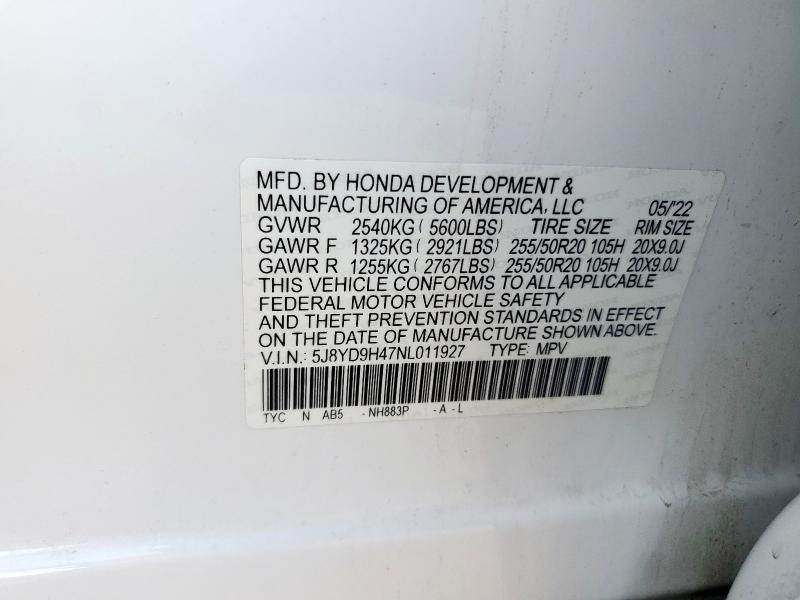 MFD. BY HONDA DEVELOPMENT &
MANUFACTURING OF AMERICA, LLC 05/'22
GVWR 2540KG ( 5600LBS) TIRE SIZE RIM SIZE
GAWR F 1325KG ( 2921LBS) 255/50R20 105H 20X9.0J
GAWR R 1255KG ( 2767LBS) 255/50R20 105H 20X9.0J
THIS VEHICLE CONFORMS TO ALL APPLICABLE
FEDERAL MOTOR VEHICLE SAFETY
AND THEFT PREVENTION STANDARDS IN EFFECT
ON THE DATE OF MANUFACTURE SHOWN ABOVE.
V.I.N.: 5J8YD9H47NL011927 TYPE: MPV
TYC N AB5 - NH883P - A - L